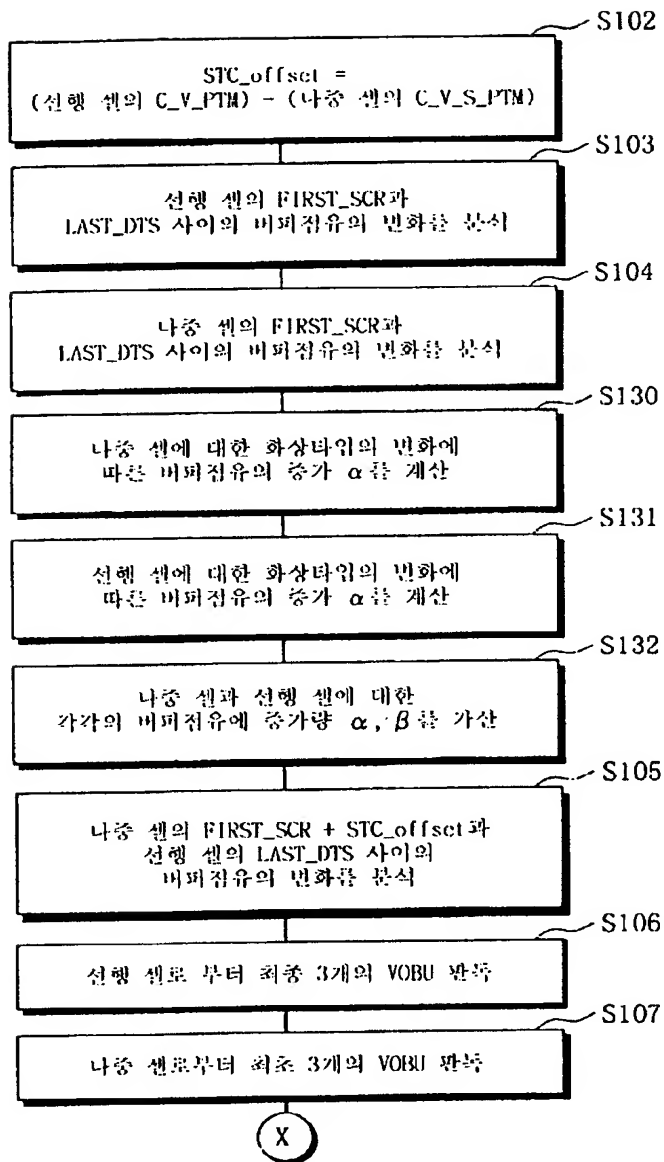 S102
STC_offset =
(선행 셀의 C_V_PTM) - (나중 셀의 C_V_S_PTM)
S103
선행 셀의 FIRST_SCR과
LAST_DTS 사이의 버퍼점유의 변화를 분석
S104
나중 셀의 FIRST_SCR과
LAST_DTS 사이의 버퍼점유의 변화를 분석
S130
나중 셀에 대한 화상타입의 변화에
따른 버퍼점유의 증가 α를 계산
S131
선행 셀에 대한 화상타입의 변화에
따른 버퍼점유의 증가 α를 계산
S132
나중 셀과 선행 셀에 대한
각각의 버퍼점유에 증가량 α, β를 가산
S105
나중 셀의 FIRST_SCR + STC_offset과
선행 셀의 LAST_DTS 사이의
버퍼점유의 변화를 분석
S106
선행 셀로 부터 최종 3개의 VOBU 판독
S107
나중 셀로부터 최초 3개의 VOBU 판독
X